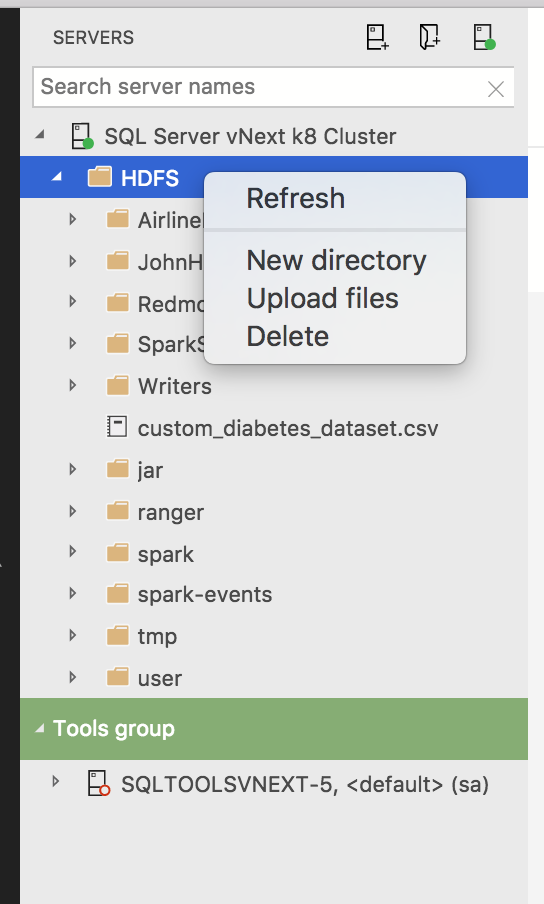 SERVERS
Search server names
SQL Server vNext k8 Cluster
HDFS
Refresh
New directory
Upload files
Delete
Airline
JohnH
Redmo
SparkS
Writers
custom_diabetes_dataset.csv
jar
ranger
spark
spark-events
tmp
user
Tools group
SQLTOOLSVNEXT-5, <default> (sa)